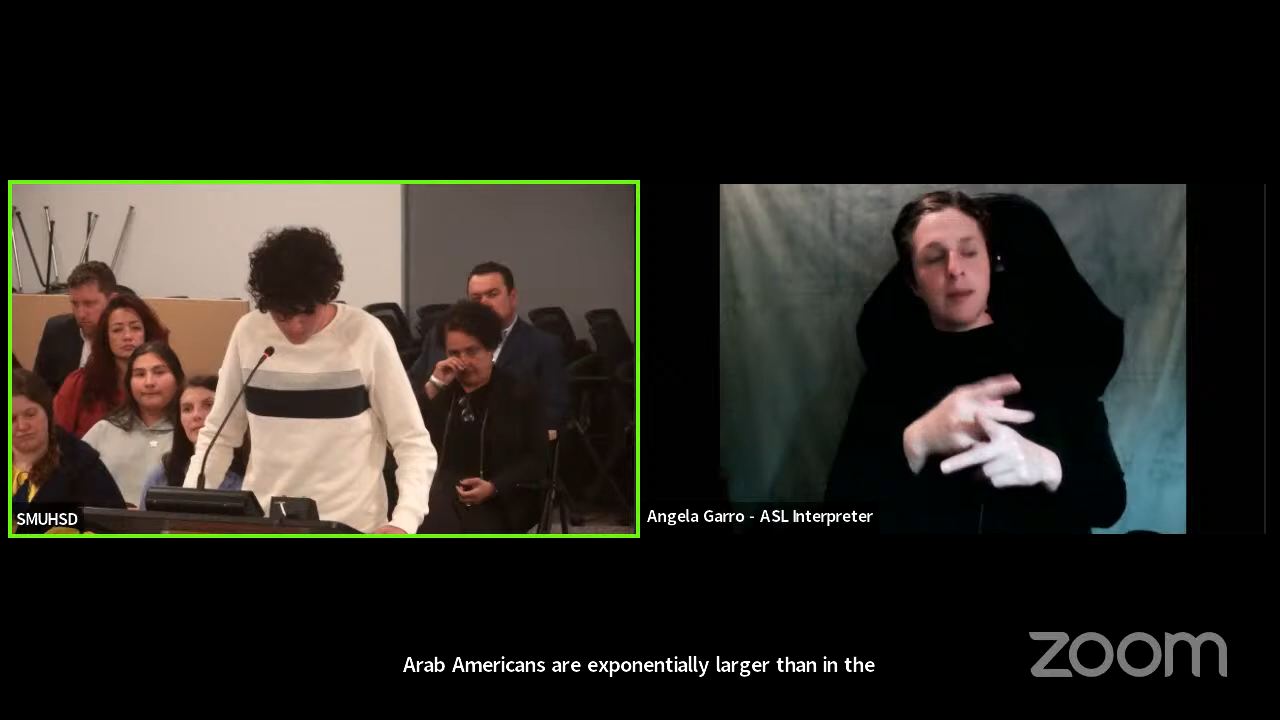 SMUHSD
Angela Garro - ASL Interpreter
Arab Americans are exponentially larger than in the
zoom